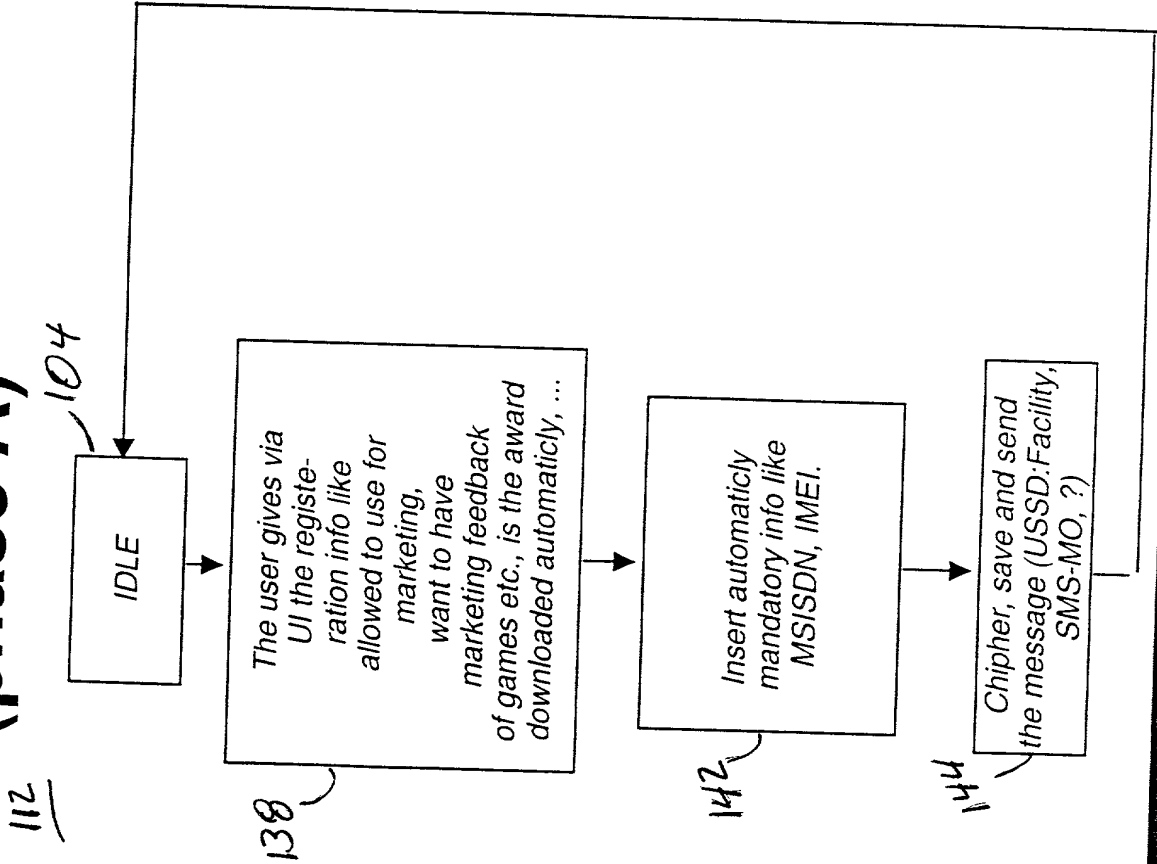 112
104
IDLE
138
The user gives via
UI the registe-
ration info like
allowed to use for
marketing,
want to have
marketing feedback
of games etc., is the award
downloaded automaticly, ...
142
Insert automaticly
mandatory info like
MSISDN, IMEI.
144
Chipher, save and send
the message (USSD:Facility,
SMS-MO, ?)